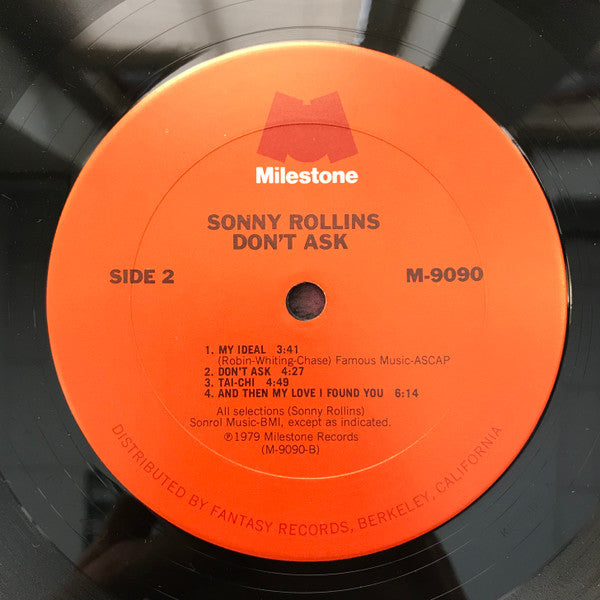 Milestone
SONNY ROLLINS
DON'T ASK
SIDE 2
M-9090
1. MY IDEAL 3:41
(Robin-Whiting-Chase) Famous Music-ASCAP
2. DON'T ASK 4:27
3. TAI-CHI 4:49
4. AND THEN MY LOVE I FOUND YOU 6:14
All selections (Sonny Rollins)
Sonrol Music-BMI, except as indicated.
℗1979 Milestone Records
(M-9090-B)
DISTRIBUTED BY FANTASY RECORDS, BERKELEY, CALIFORNIA